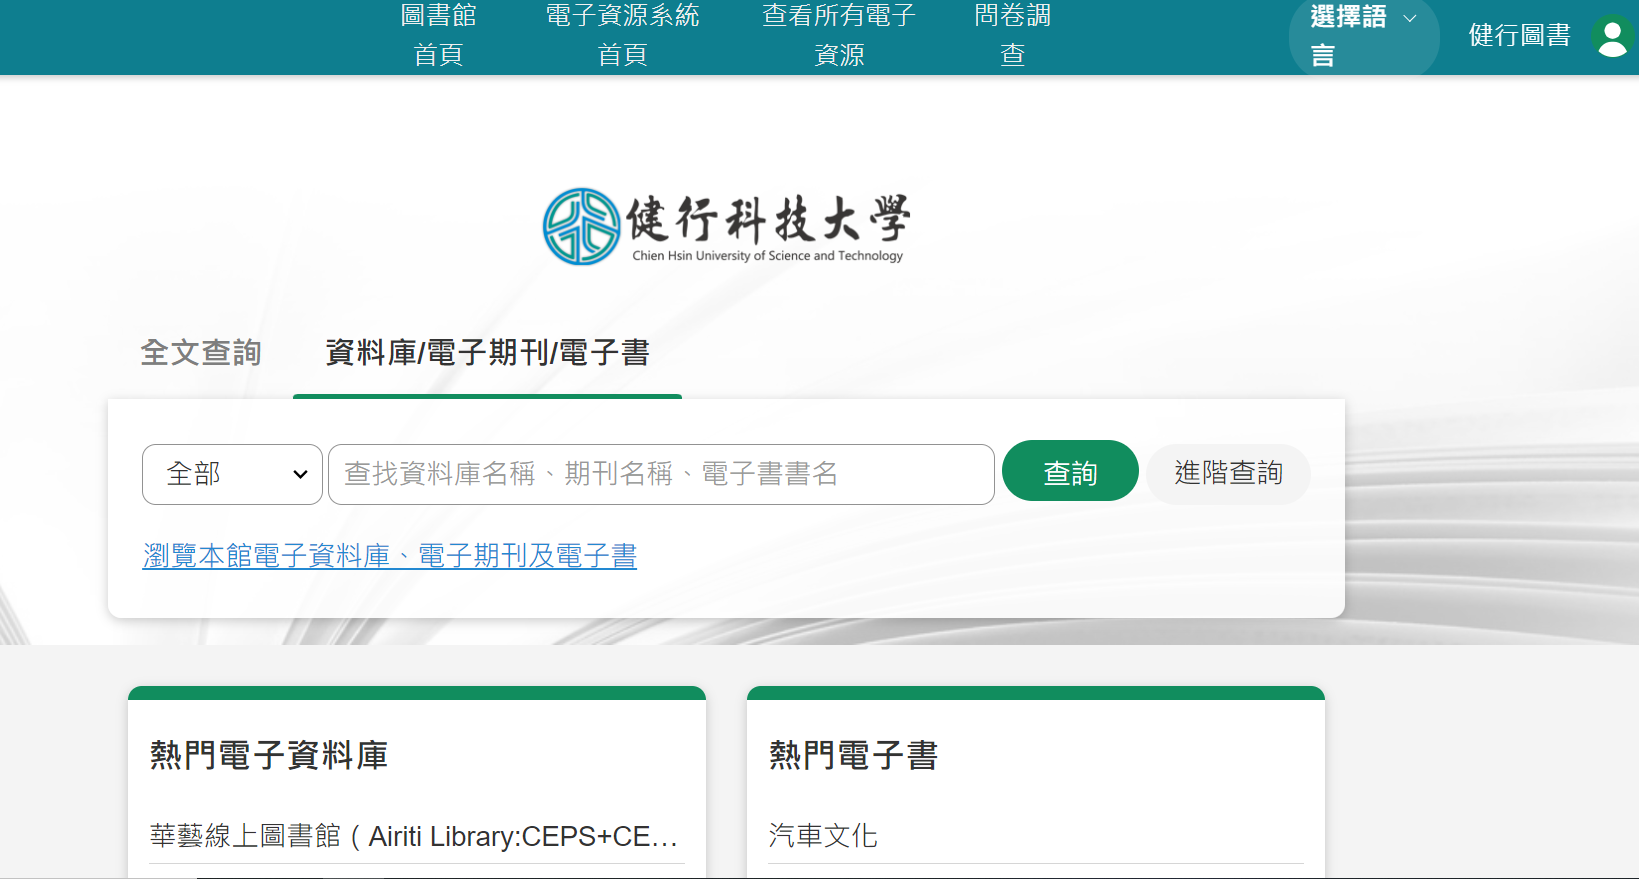 圖書館
首頁
電子資源系統
首頁
查看所有電子
資源
問卷調
查
選擇語
言
健行圖書
健行科技大學
Chien Hsin University of Science and Technology
全文查詢
資料庫/電子期刊/電子書
全部
查找資料庫名稱、期刊名稱、電子書書名
查詢
進階查詢
瀏覽本館電子資料庫、電子期刊及電子書
熱門電子資料庫
華藝線上圖書館（Airiti Library:CEPS+CE…
熱門電子書
汽車文化